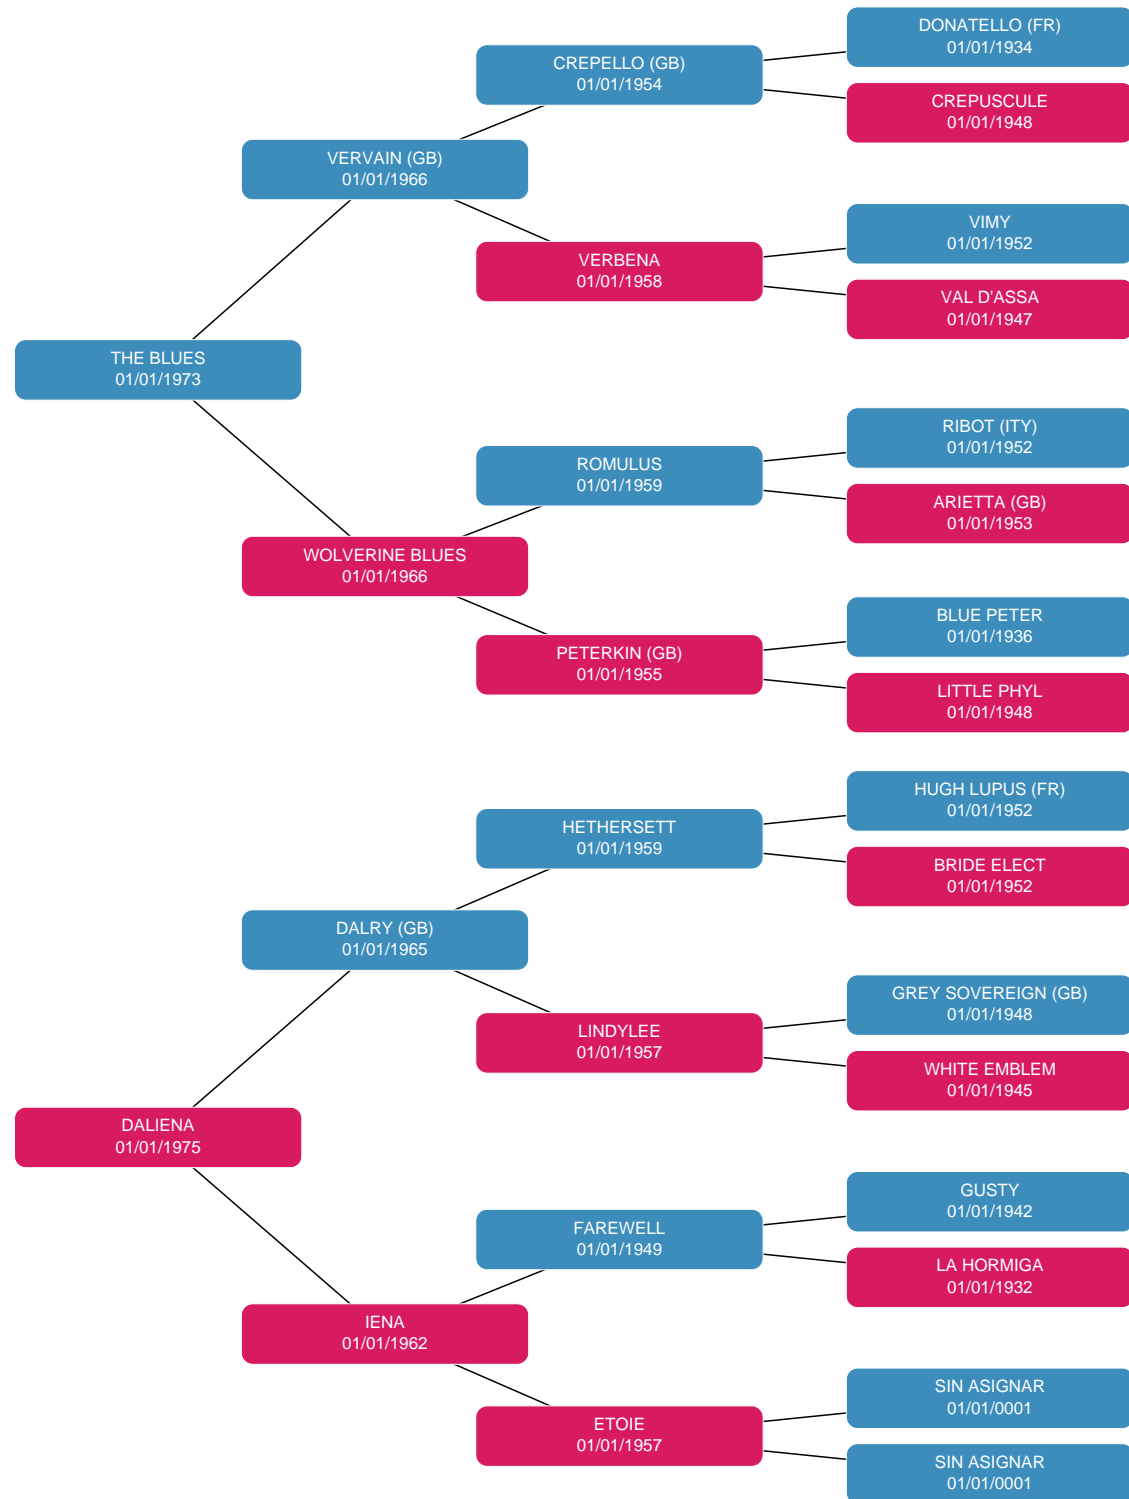 DONATELLO (FR)
01/01/1934
CREPELLO (GB)
01/01/1954
CREPUSCULE
01/01/1948
VERVAIN (GB)
01/01/1966
VIMY
01/01/1952
VERBENA
01/01/1958
VAL D'ASSA
01/01/1947
THE BLUES
01/01/1973
RIBOT (ITY)
01/01/1952
ROMULUS
01/01/1959
ARIETTA (GB)
01/01/1953
WOLVERINE BLUES
01/01/1966
BLUE PETER
01/01/1936
PETERKIN (GB)
01/01/1955
LITTLE PHYL
01/01/1948
HUGH LUPUS (FR)
01/01/1952
HETHERSETT
01/01/1959
BRIDE ELECT
01/01/1952
DALRY (GB)
01/01/1965
GREY SOVEREIGN (GB)
01/01/1948
LINDYLEE
01/01/1957
WHITE EMBLEM
01/01/1945
DALIENA
01/01/1975
GUSTY
01/01/1942
FAREWELL
01/01/1949
LA HORMIGA
01/01/1932
IENA
01/01/1962
SIN ASIGNAR
01/01/0001
ETOIE
01/01/1957
SIN ASIGNAR
01/01/0001